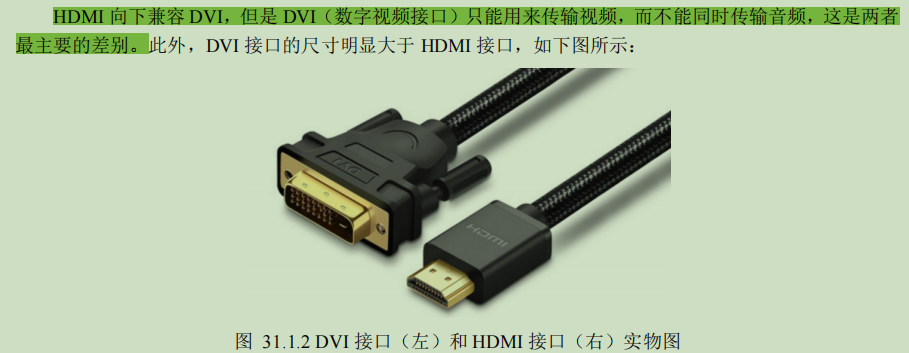 HDMI 向下兼容 DVI，但是 DVI（数字视频接口）只能用来传输视频，而不能同时传输音频，这是两者
最主要的差别。此外，DVI 接口的尺寸明显大于 HDMI 接口，如下图所示：
DVI
HDMI
图 31.1.2 DVI 接口（左）和 HDMI 接口（右）实物图